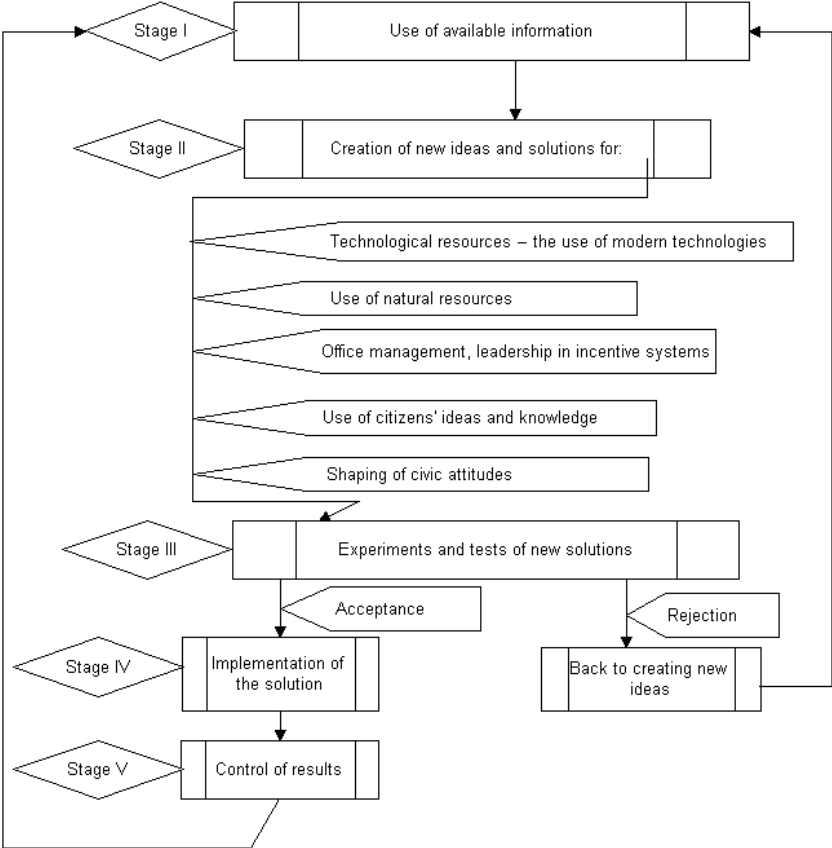 Stage I
Use of available information
Stage II
Creation of new ideas and solutions for:
Technological resources – the use of modern technologies
Use of natural resources
Office management, leadership in incentive systems
Use of citizens' ideas and knowledge
Shaping of civic attitudes
Stage III
Experiments and tests of new solutions
Acceptance
Rejection
Stage IV
Implementation of
the solution
Back to creating new
ideas
Stage V
Control of results